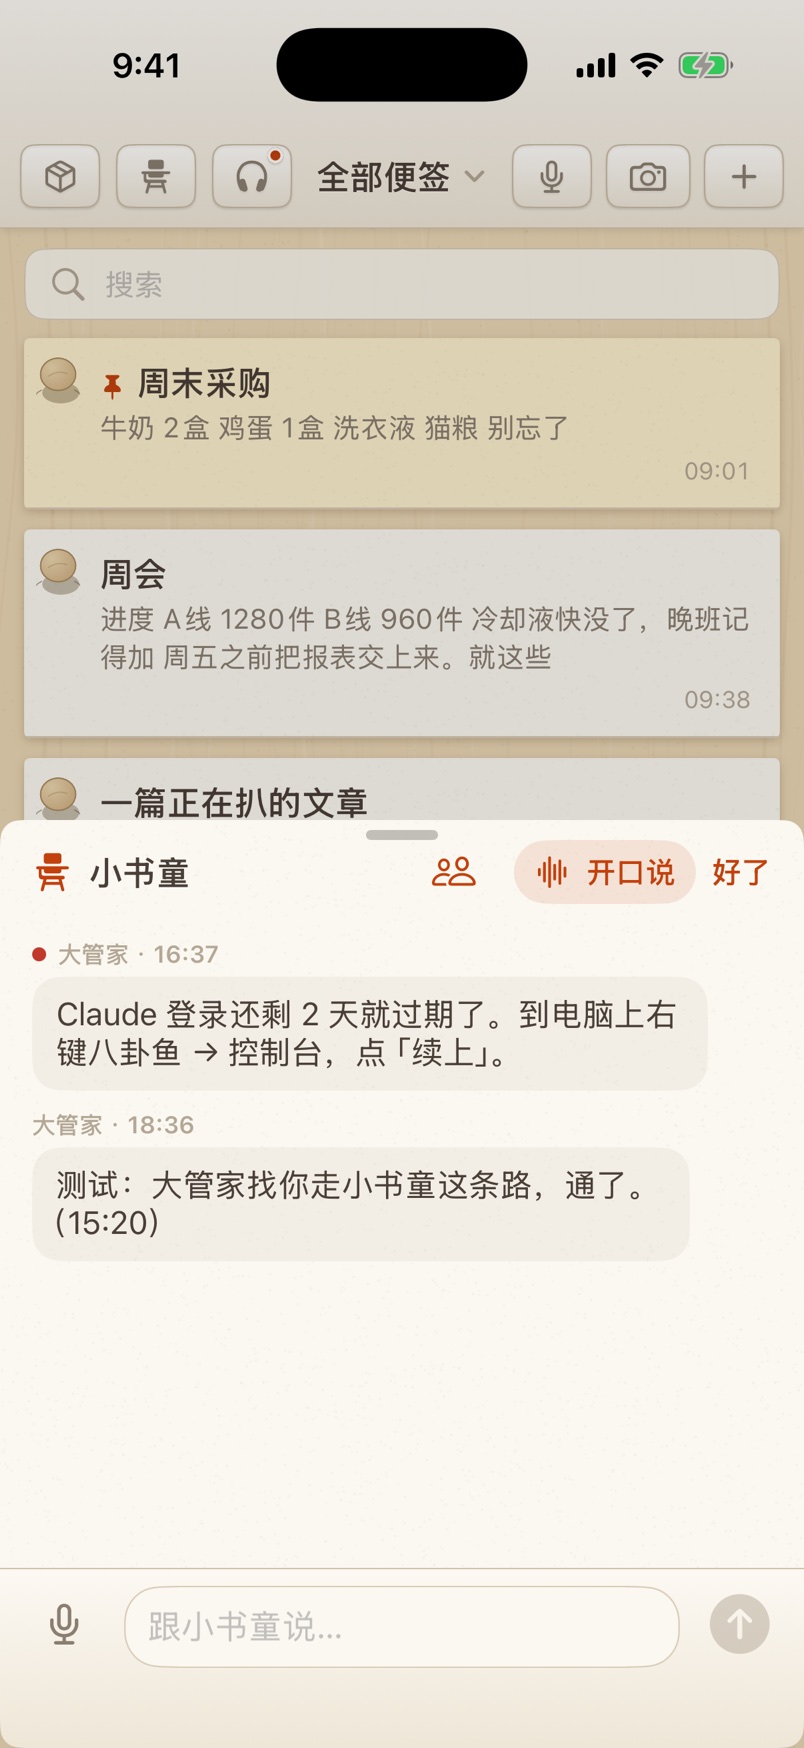 9:41
全部便签
搜索
周末采购
牛奶 2盒 鸡蛋 1盒 洗衣液 猫粮 别忘了
09:01
周会
进度 A线 1280件 B线 960件 冷却液快没了，晚班记
得加 周五之前把报表交上来。就这些
09:38
一篇正在扒的文章
小书童
开口说
好了
大管家 · 16:37
Claude 登录还剩 2 天就过期了。到电脑上右
键八卦鱼 → 控制台，点「续上」。
大管家 · 18:36
测试：大管家找你走小书童这条路，通了。
(15:20)
跟小书童说...